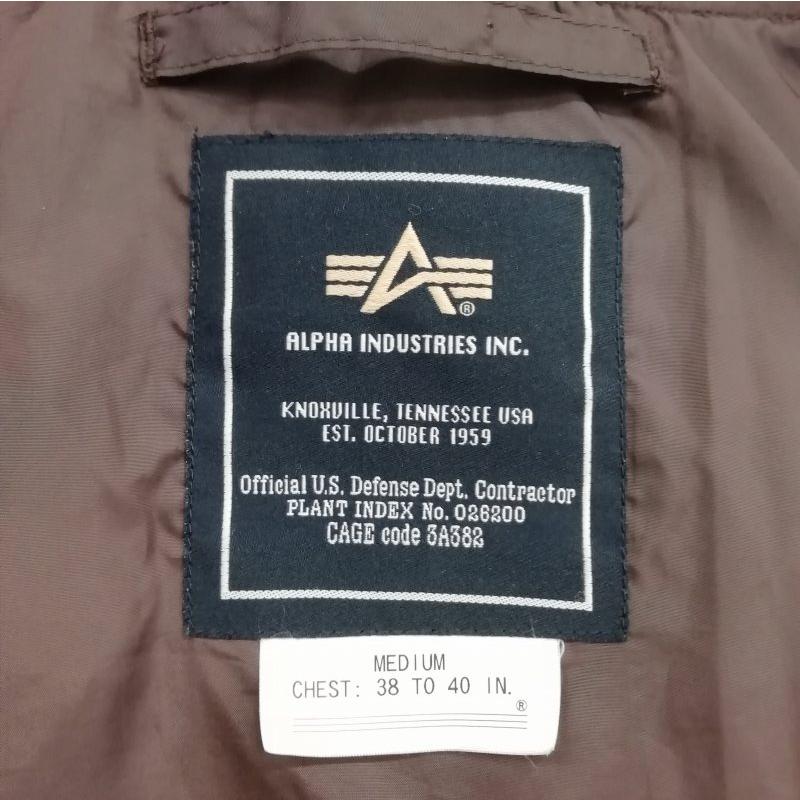 ®
ALPHA INDUSTRIES INC.
KNOXVILLE, TENNESSEE USA
EST. OCTOBER 1959
Official U.S. Defense Dept. Contractor
PLANT INDEX No. 026200
CAGE code 3A382
MEDIUM
CHEST: 38 TO 40 IN.
®